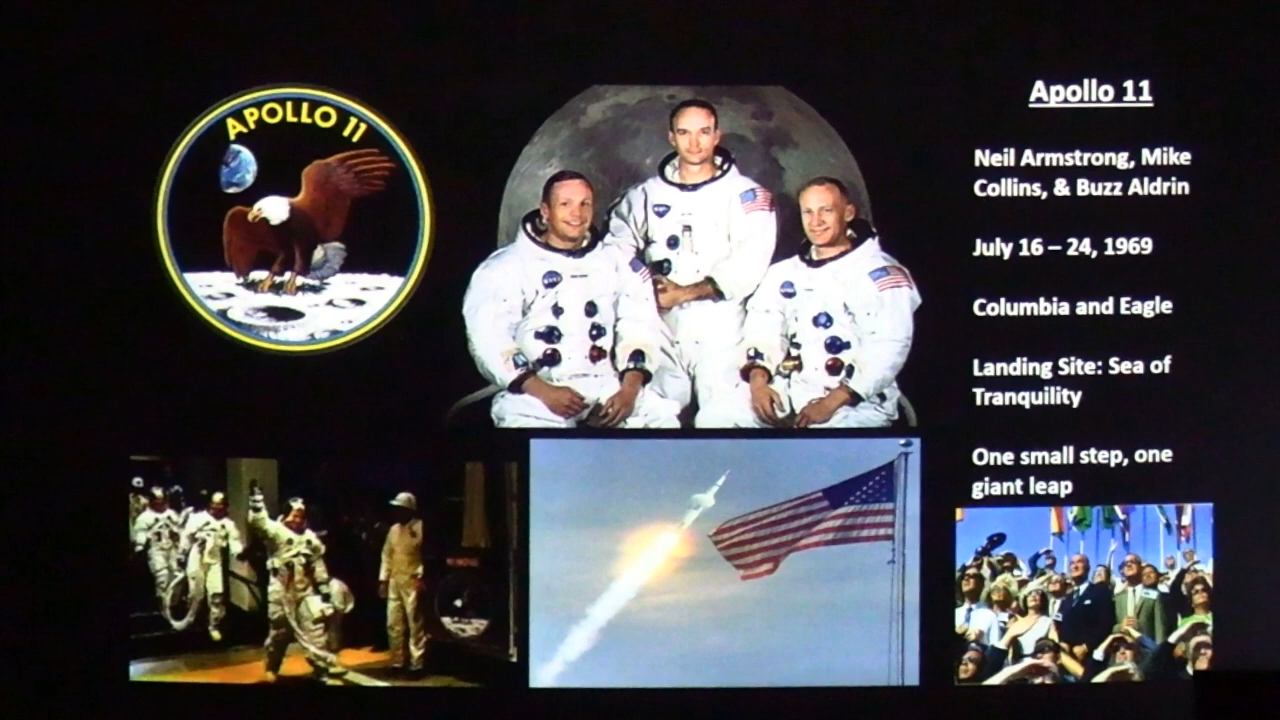 APOLLO 11
Apollo 11
Neil Armstrong, Mike
Collins, & Buzz Aldrin
July 16 – 24, 1969
Columbia and Eagle
Landing Site: Sea of
Tranquility
One small step, one
giant leap